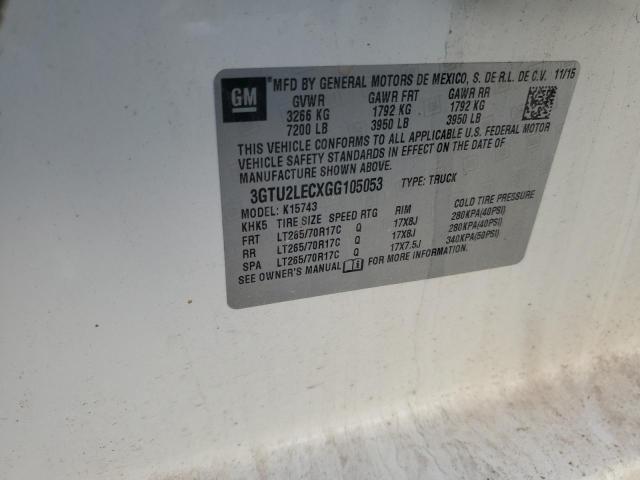 GM
MFD BY GENERAL MOTORS DE MEXICO, S. DE R.L. DE C.V. 11/15
GVWR GAWR FRT GAWR RR
3266 KG 1792 KG 1792 KG
7200 LB 3950 LB 3950 LB
THIS VEHICLE CONFORMS TO ALL APPLICABLE U.S. FEDERAL MOTOR
VEHICLE SAFETY STANDARDS IN EFFECT ON THE DATE OF
MANUFACTURE SHOWN ABOVE.
3GTU2LECXGG105053 TYPE: TRUCK
MODEL: K15743
KHK5 TIRE SIZE SPEED RTG RIM COLD TIRE PRESSURE
FRT LT265/70R17C Q 17X8J 280KPA(40PSI)
RR LT265/70R17C Q 17X8J 280KPA(40PSI)
SPA LT265/70R17C Q 17X7.5J 340KPA(50PSI)
SEE OWNER'S MANUAL FOR MORE INFORMATION.